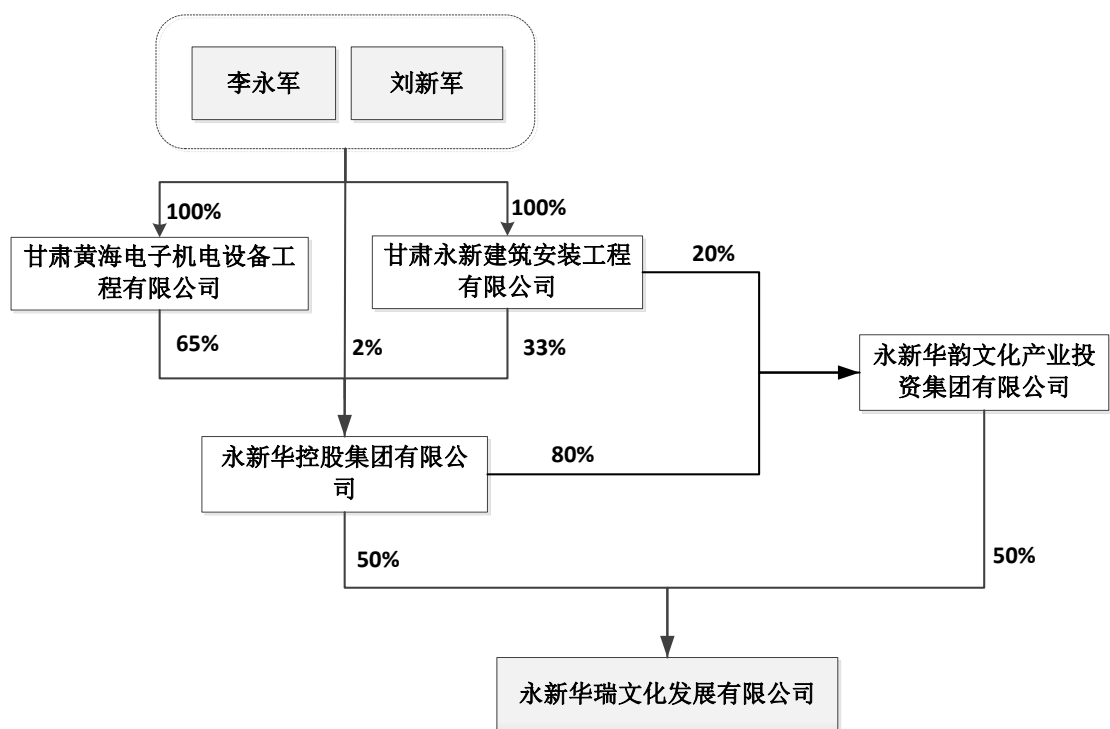 李永军
刘新军
100%
100%
甘肃黄海电子机电设备工
程有限公司
甘肃永新建筑安装工程
有限公司
20%
65%
2%
33%
永新华韵文化产业投
资集团有限公司
永新华控股集团有限公
司
80%
50%
50%
永新华瑞文化发展有限公司